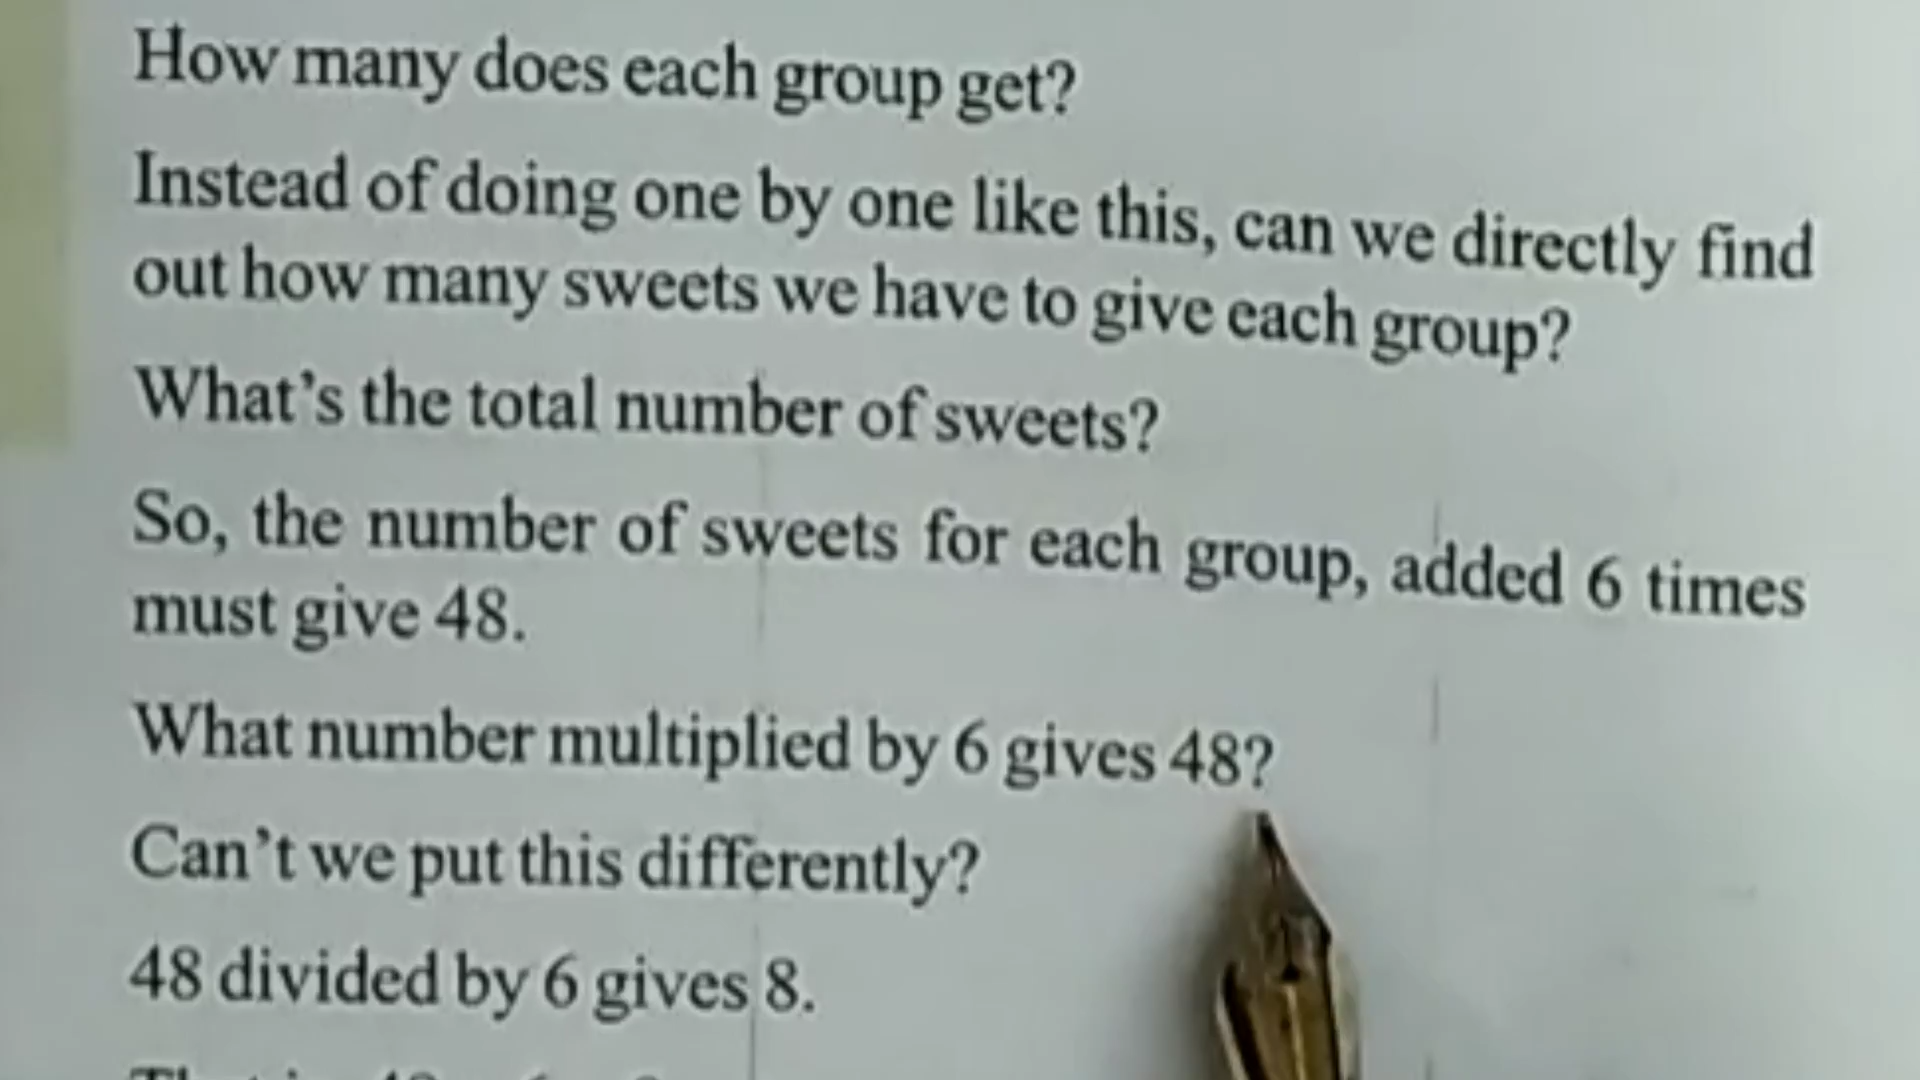 How many does each group get?
Instead of doing one by one like this, can we directly find
out how many sweets we have to give each group?
What's the total number of sweets?
So, the number of sweets for each group, added 6 times
must give 48.
What number multiplied by 6 gives 48?
Can't we put this differently?
48 divided by 6 gives 8.